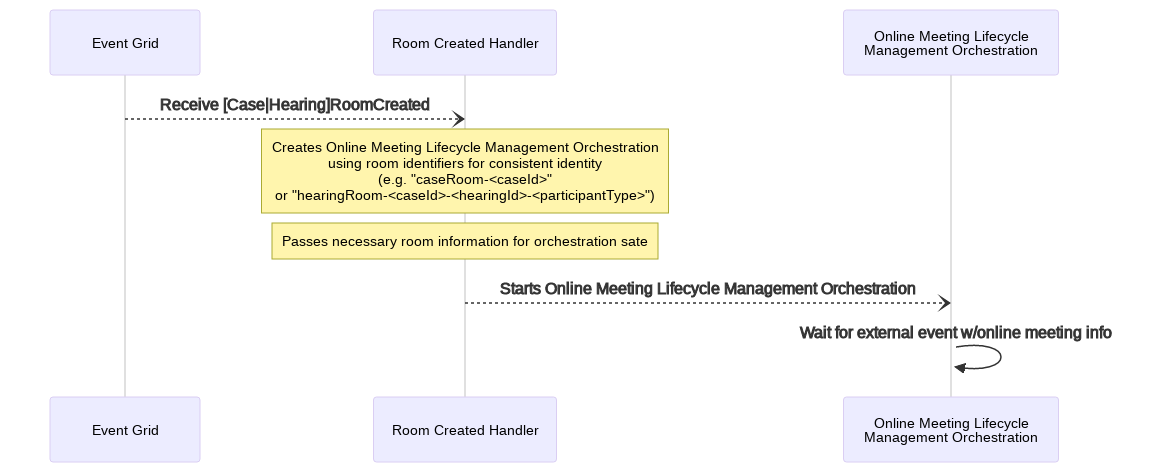 Event Grid
Room Created Handler
Online Meeting Lifecycle
Management Orchestration
Receive [Case|Hearing]RoomCreated
Creates Online Meeting Lifecycle Management Orchestration
using room identifiers for consistent identity
(e.g. "caseRoom-<caseId>"
or "hearingRoom-<caseId>-<hearingId>-<participantType>")
Passes necessary room information for orchestration sate
Starts Online Meeting Lifecycle Management Orchestration
Wait for external event w/online meeting info
Event Grid
Room Created Handler
Online Meeting Lifecycle
Management Orchestration